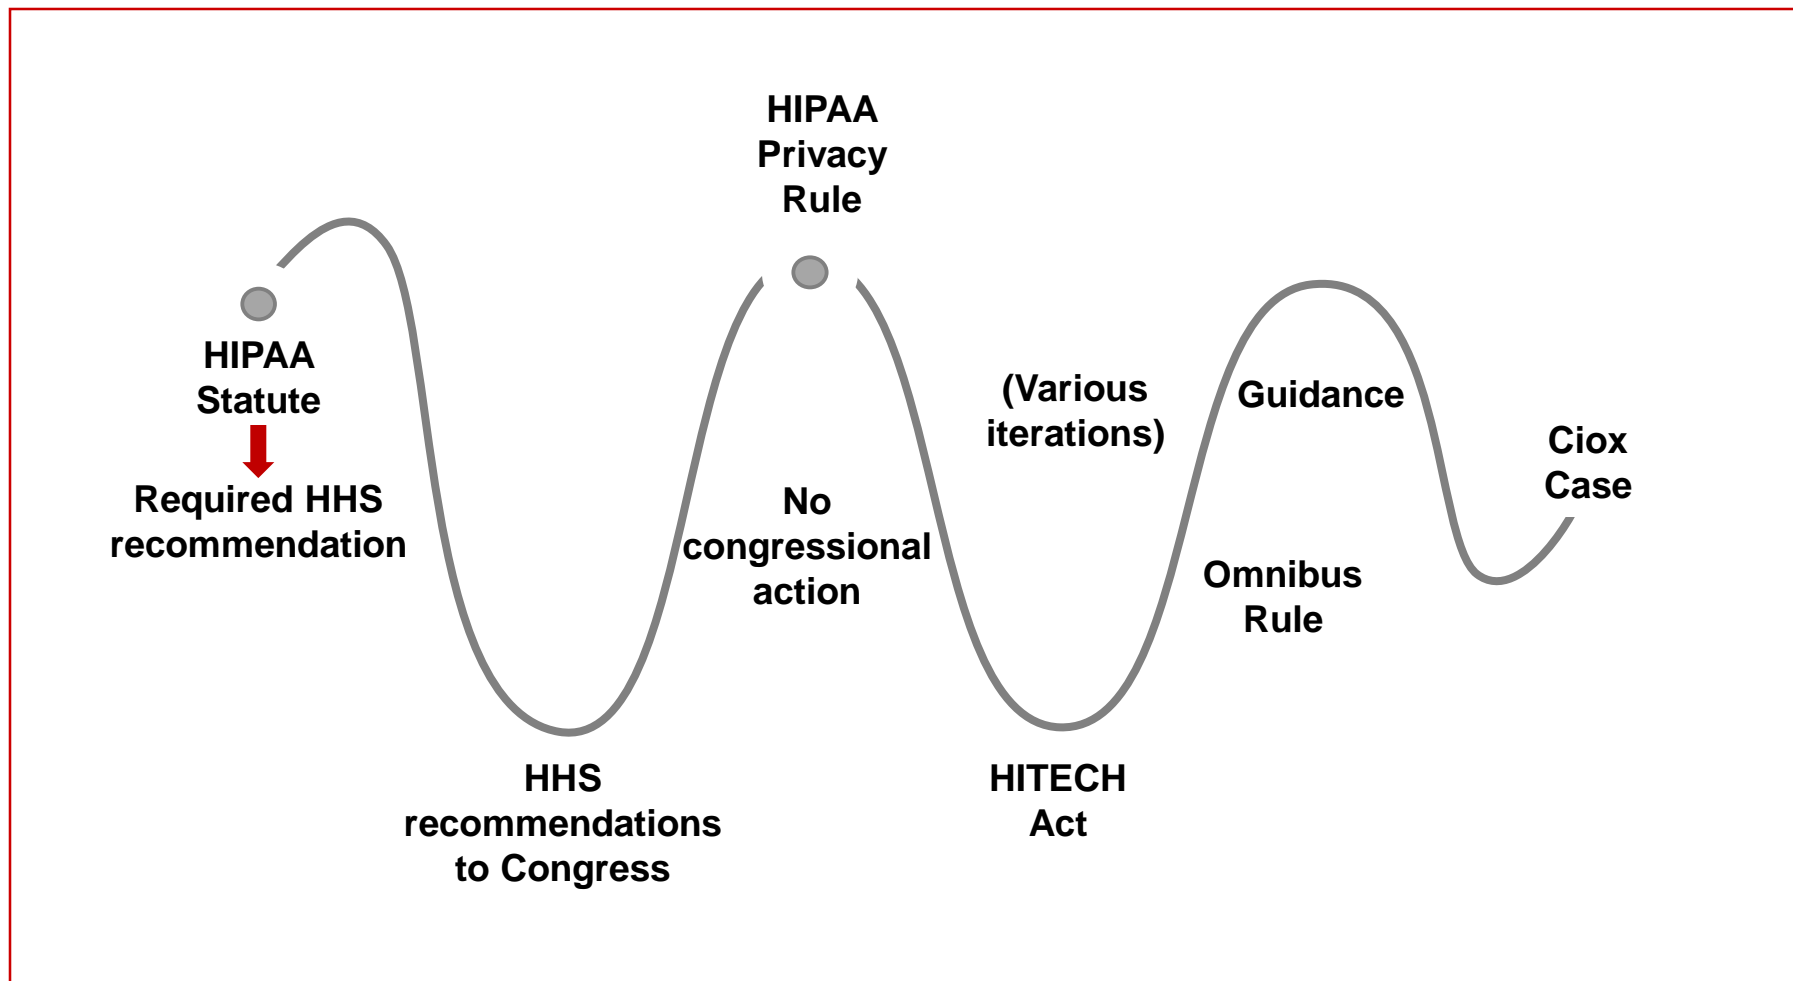 HIPAA
Statute
Required HHS
recommendation
HHS
recommendations
to Congress
No
congressional
action
HIPAA
Privacy
Rule
(Various
iterations)
HITECH
Act
Omnibus
Rule
Guidance
Ciox
Case